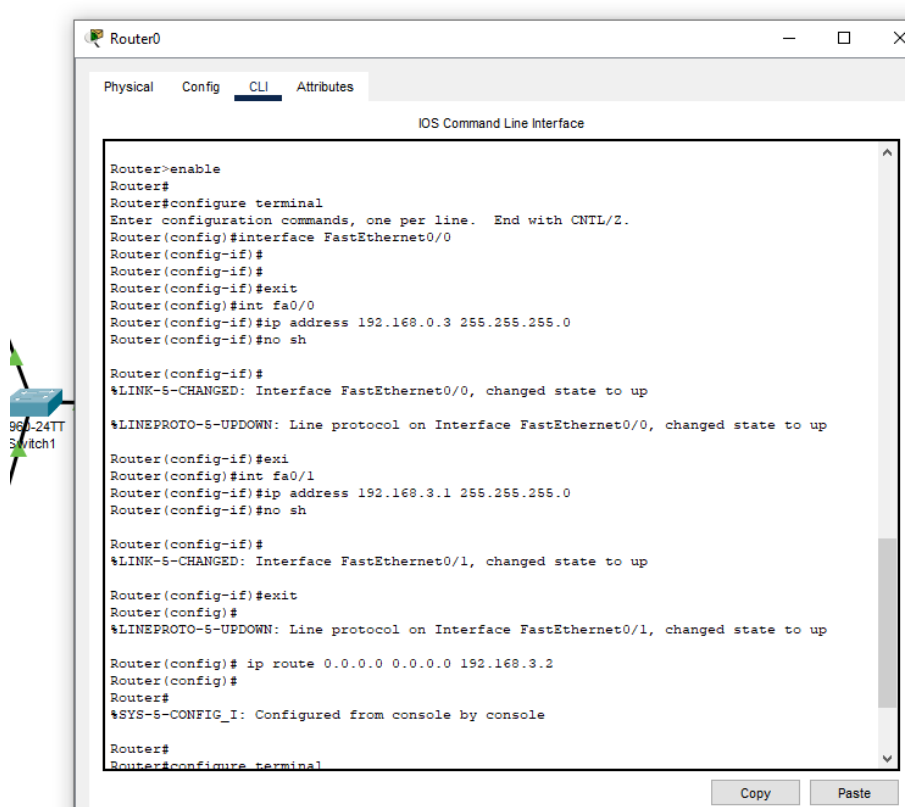 Router0
Physical Config CLI Attributes
IOS Command Line Interface
Router>enable
Router#
Router#configure terminal
Enter configuration commands, one per line. End with CNTL/Z.
Router(config)#interface FastEthernet0/0
Router(config-if)#
Router(config-if)#
Router(config-if)#exit
Router(config)#int fa0/0
Router(config-if)#ip address 192.168.0.3 255.255.255.0
Router(config-if)#no sh
Router(config-if)#
%LINK-5-CHANGED: Interface FastEthernet0/0, changed state to up
%LINEPROTO-5-UPDOWN: Line protocol on Interface FastEthernet0/0, changed state to up
Router(config-if)#exi
Router(config)#int fa0/1
Router(config-if)#ip address 192.168.3.1 255.255.255.0
Router(config-if)#no sh
Router(config-if)#
%LINK-5-CHANGED: Interface FastEthernet0/1, changed state to up
Router(config-if)#exit
Router(config)#
%LINEPROTO-5-UPDOWN: Line protocol on Interface FastEthernet0/1, changed state to up
Router(config)# ip route 0.0.0.0 0.0.0.0 192.168.3.2
Router(config)#
Router#
%SYS-5-CONFIG_I: Configured from console by console
Router#
Router#configure terminal
Copy Paste
960-24TT
Switch1